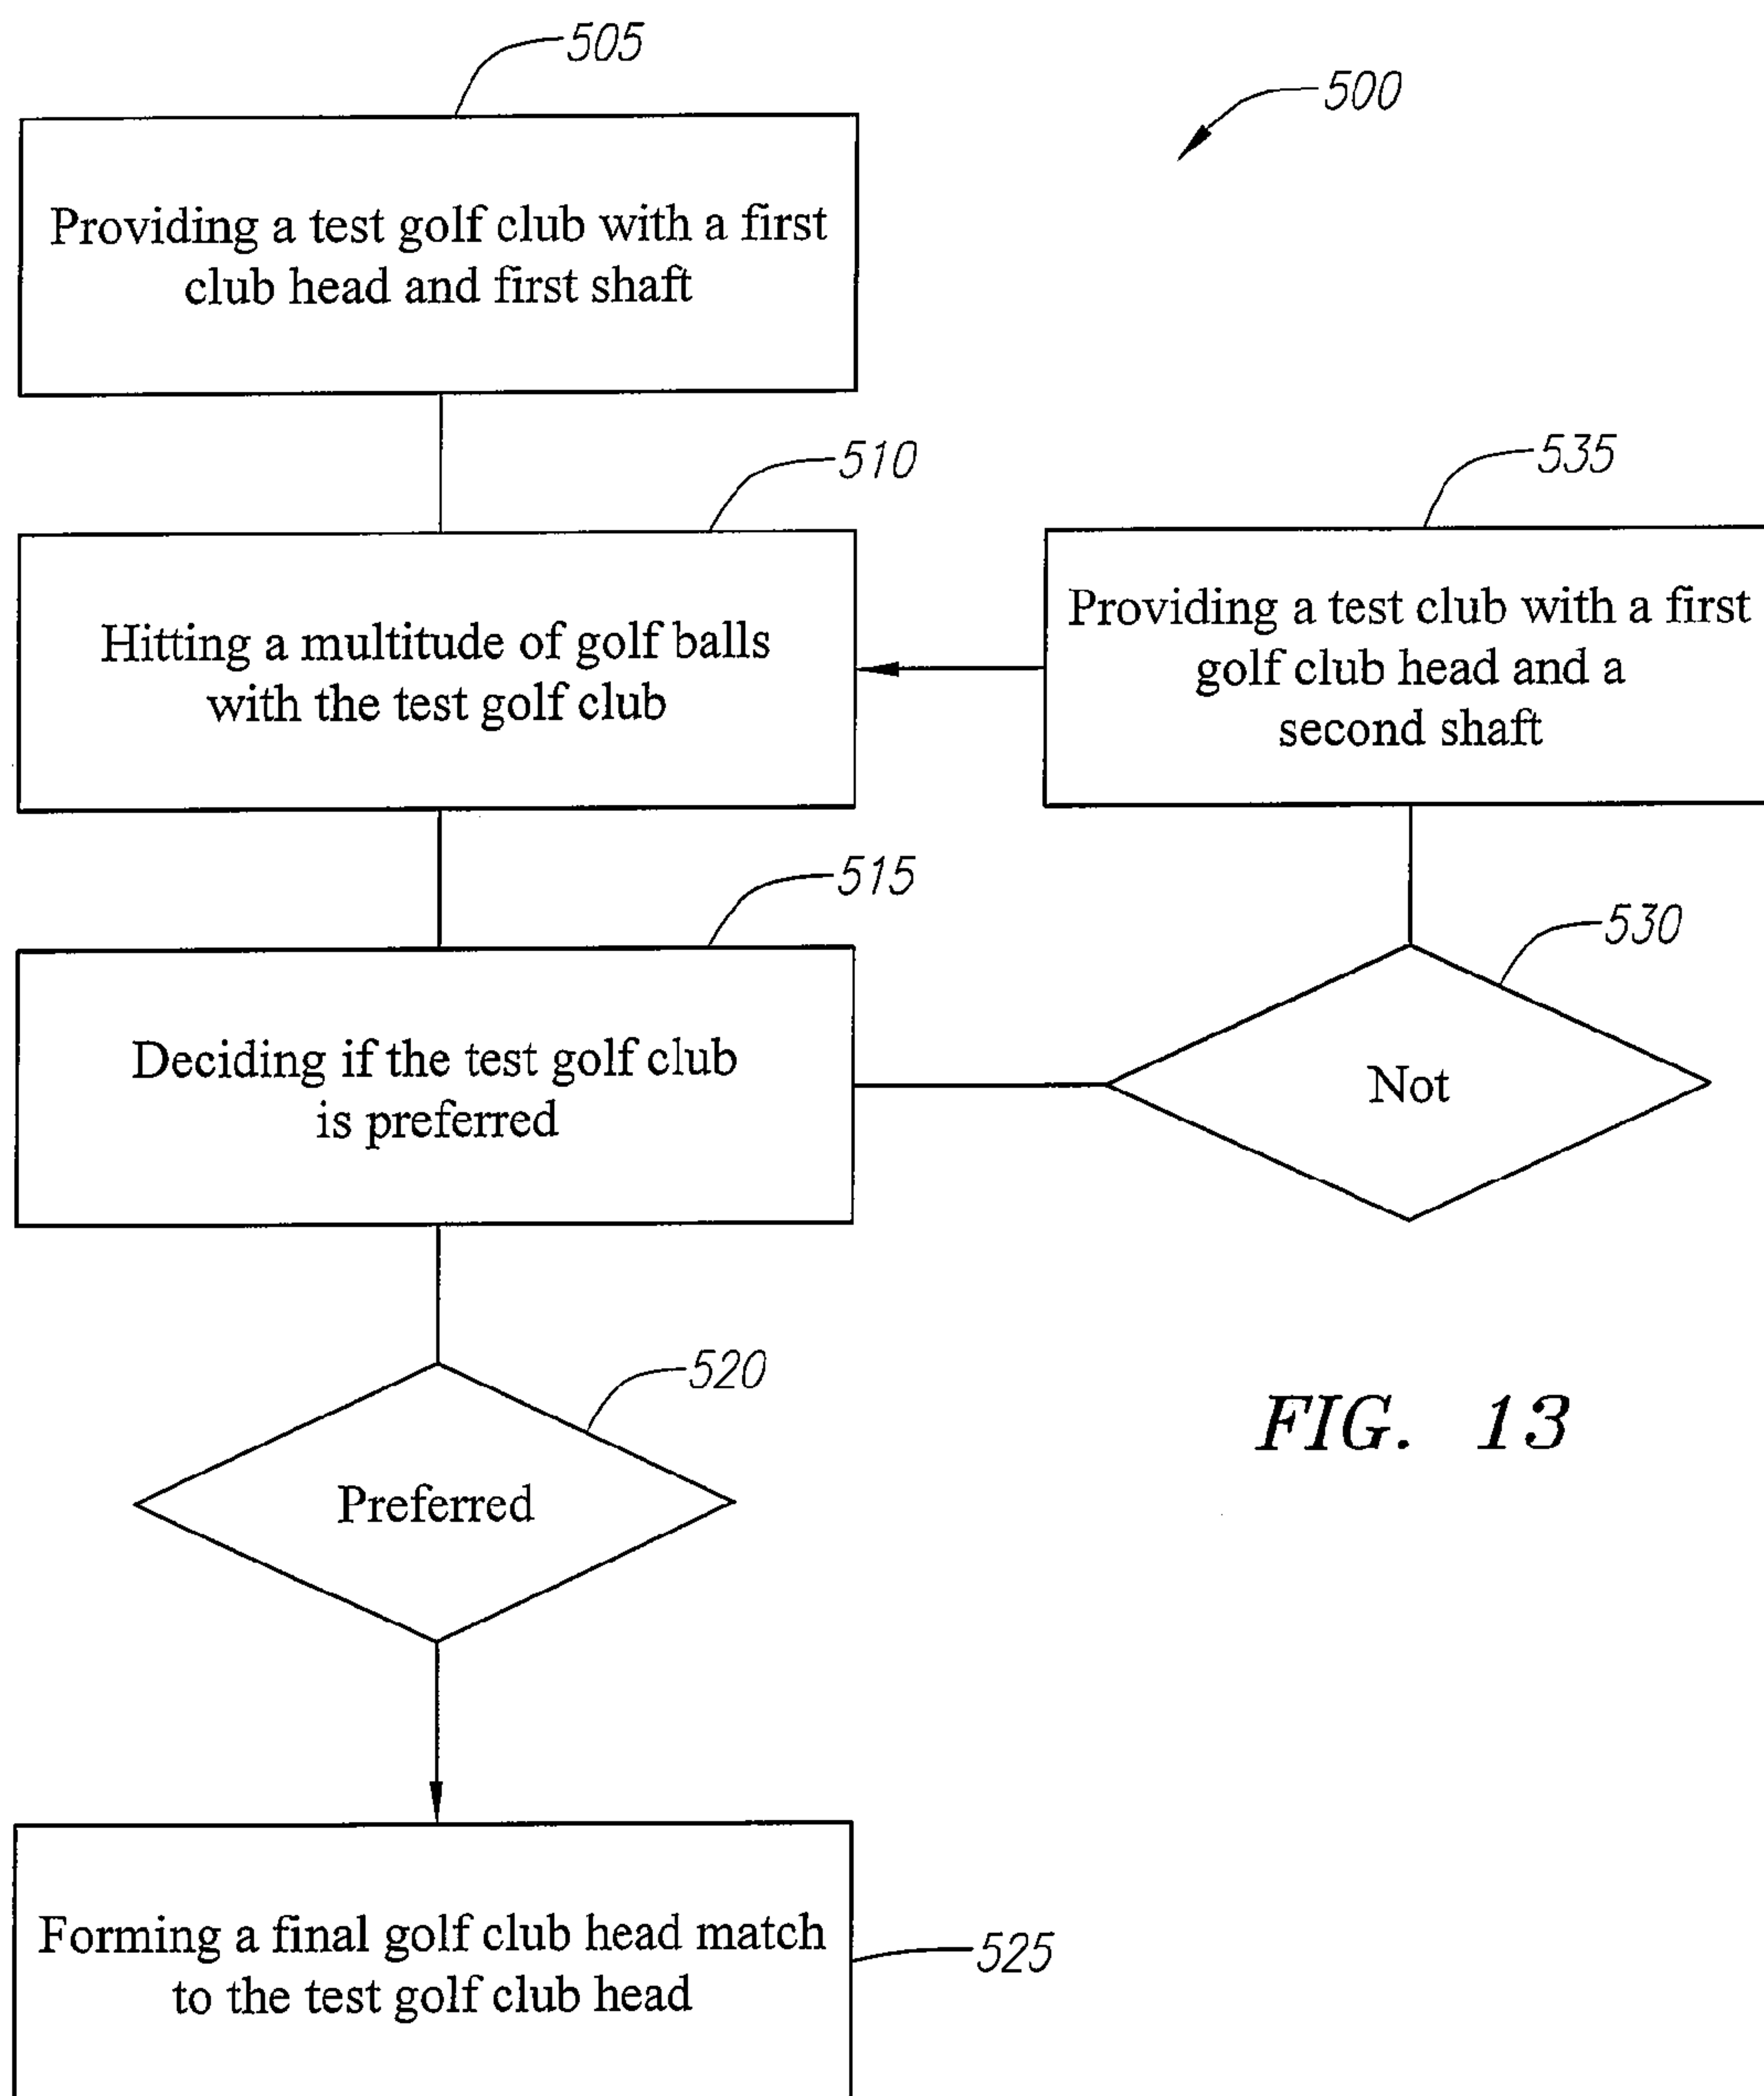 505
500
Providing a test golf club with a first
club head and first shaft
510
535
Hitting a multitude of golf balls
with the test golf club
Providing a test club with a first
golf club head and a
second shaft
515
530
Deciding if the test golf club
is preferred
Not
520
Preferred
FIG. 13
Forming a final golf club head match
to the test golf club head
525